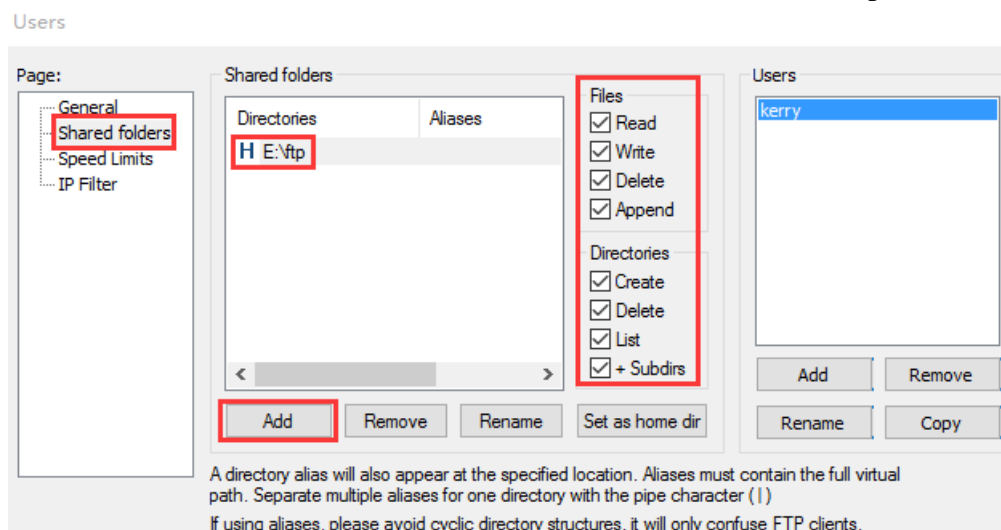 Users
Page:
General
Shared folders
Speed Limits
IP Filter
Shared folders
Directories Aliases
H E:\ftp
Files
Read
Write
Delete
Append
Directories
Create
Delete
List
+ Subdirs
Add Remove Rename Set as home dir
Users
kerry
Add Remove
Rename Copy
A directory alias will also appear at the specified location. Aliases must contain the full virtual
path. Separate multiple aliases for one directory with the pipe character (|)
If using aliases, please avoid cyclic directory structures, it will only confuse FTP clients.